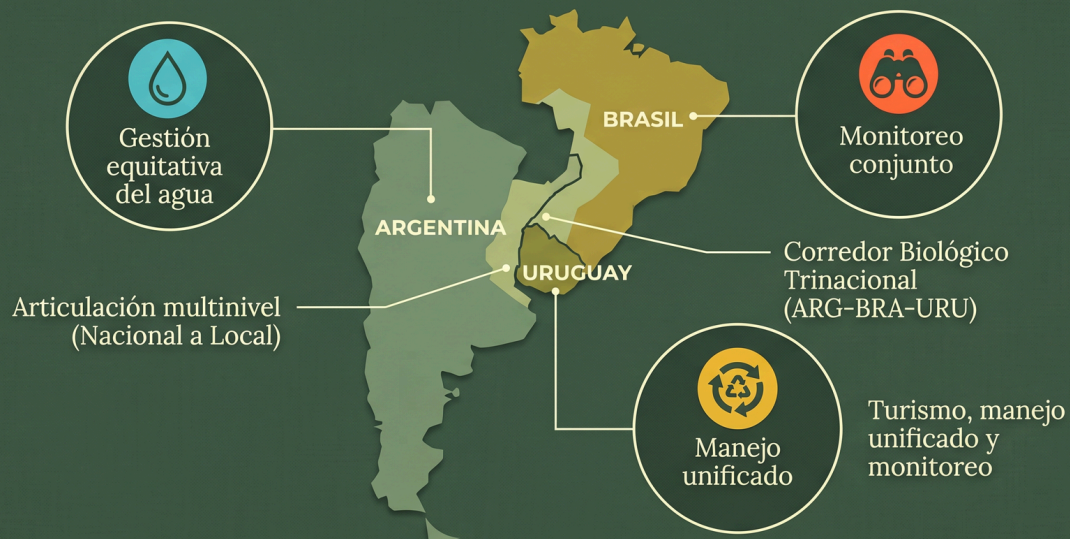 Gestión
equitativa
del agua
BRASIL
Monitoreo
conjunto
ARGENTINA
URUGUAY
Corredor Biológico
Trinacional
(ARG-BRA-URU)
Articulación multinivel
(Nacional a Local)
Manejo
unificado
Turismo, manejo
unificado y
monitoreo